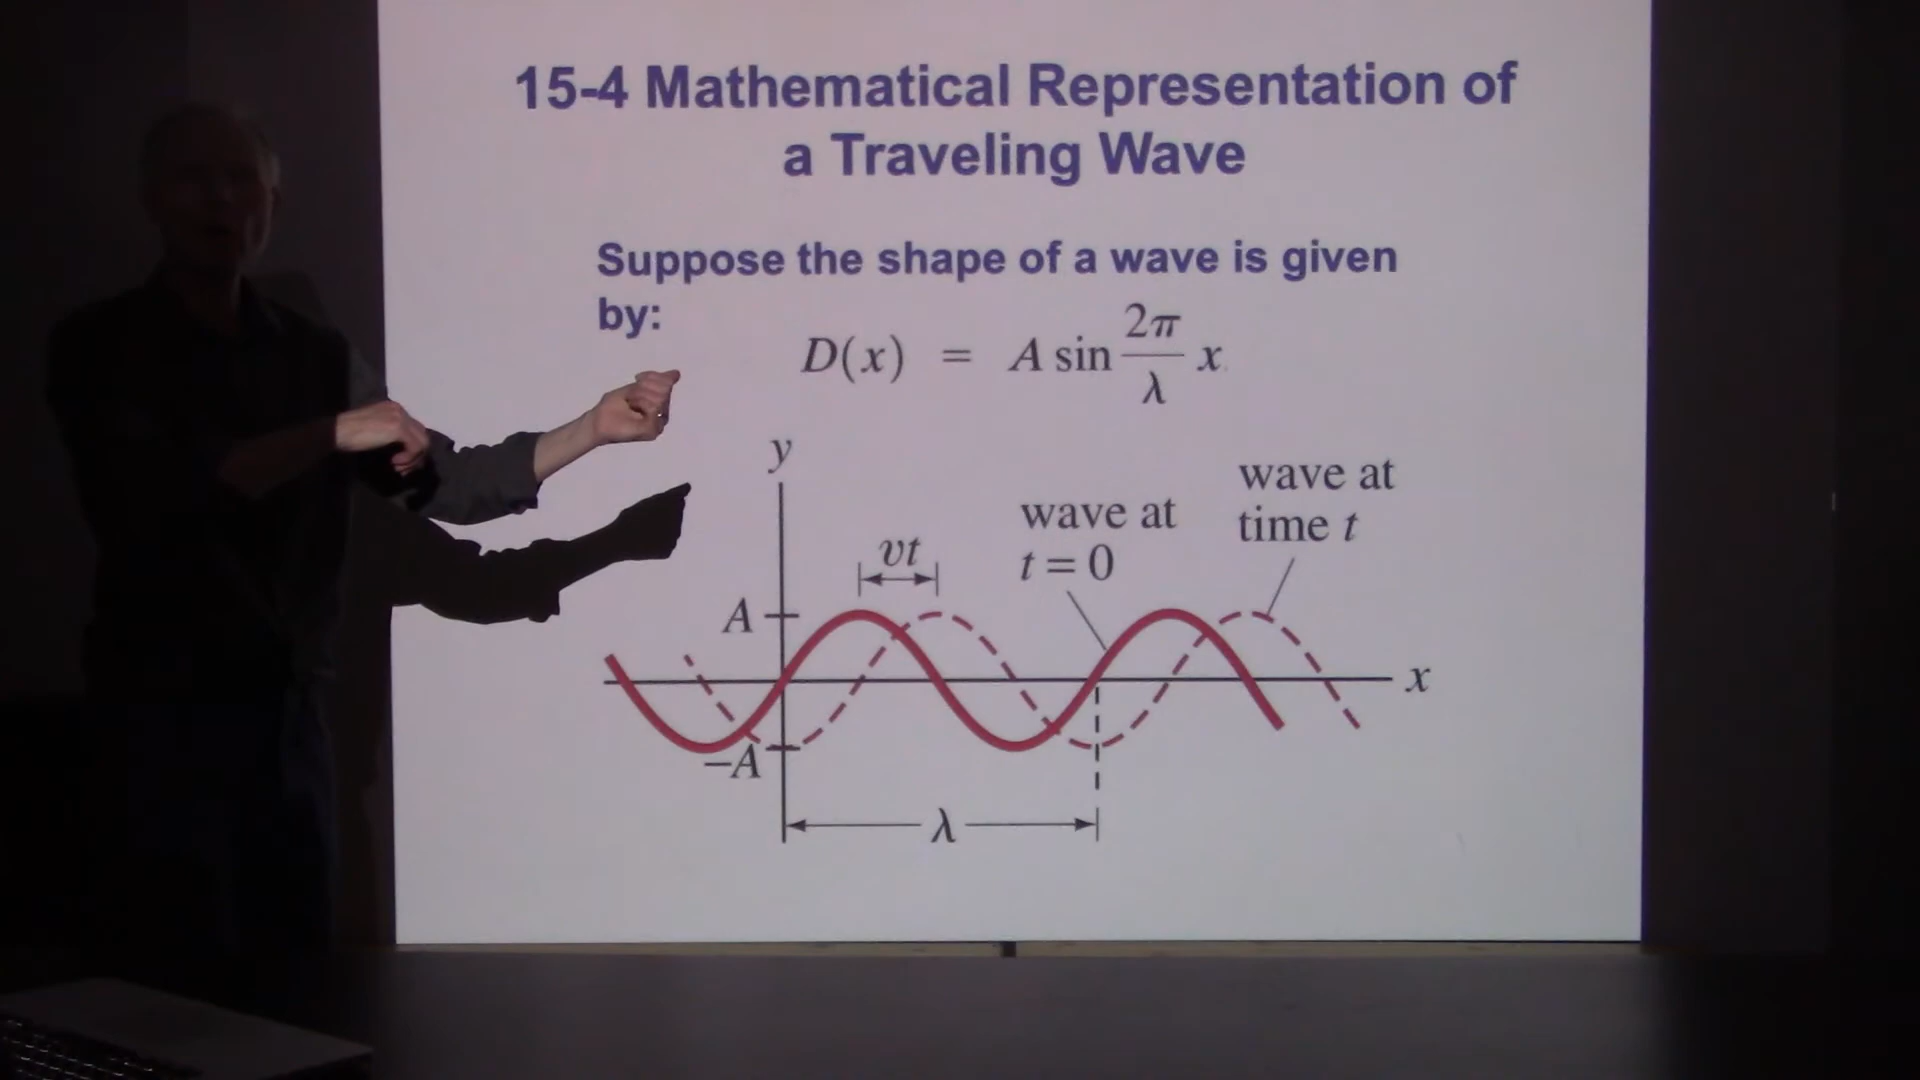 15-4 Mathematical Representation of
a Traveling Wave
Suppose the shape of a wave is given
by:
D(x) = A sin 2π/λ x
y
wave at
time t
wave at
t = 0
vt
A
x
−A
λ